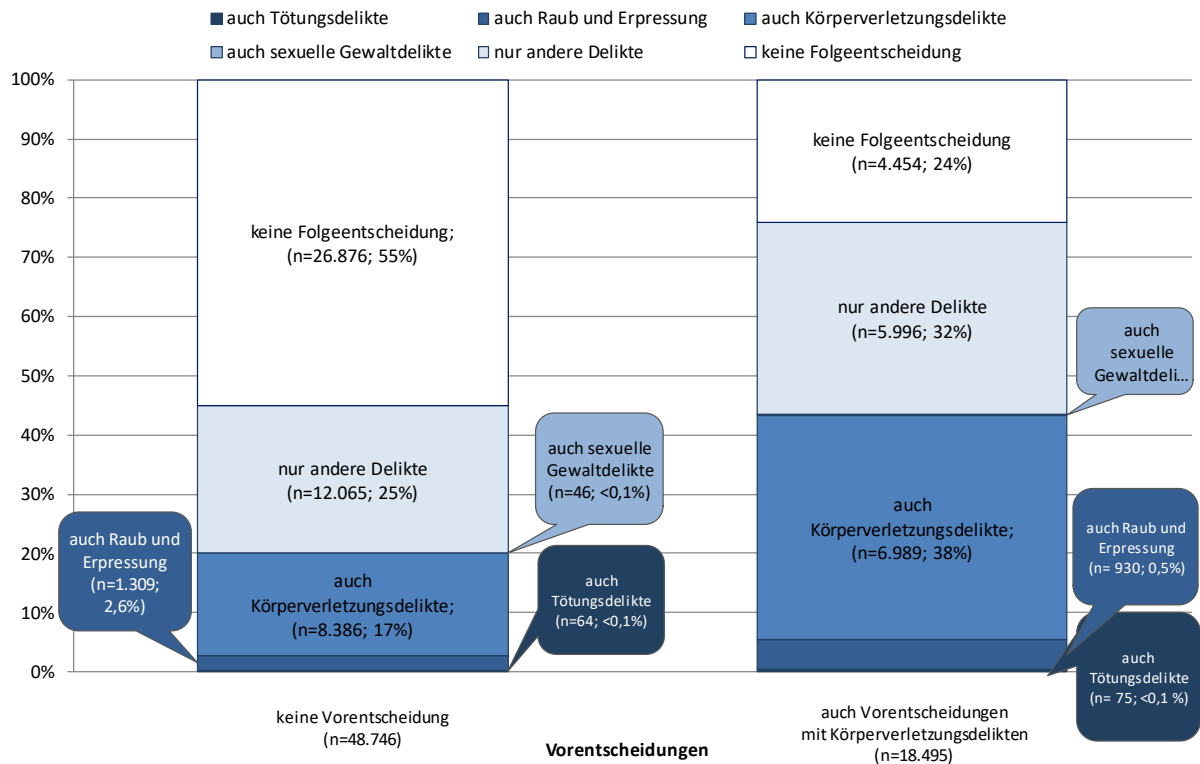 auch Tötungsdelikte
auch Raub und Erpressung
auch Körperverletzungsdelikte
auch sexuelle Gewaltdelikte
nur andere Delikte
keine Folgeentscheidung
100%
90%
80%
70%
60%
50%
40%
30%
20%
10%
0%
keine Folgeentscheidung;
(n=26.876; 55%)
nur andere Delikte
(n=12.065; 25%)
auch
Körperverletzungsdelikte;
(n=8.386; 17%)
auch Raub und
Erpressung
(n=1.309;
2,6%)
auch sexuelle
Gewaltdelikte
(n=46; <0,1%)
auch
Tötungsdelikte
(n=64; <0,1%)
keine Folgeentscheidung
(n=4.454; 24%)
nur andere Delikte
(n=5.996; 32%)
auch
Körperverletzungsdelikte;
(n=6.989; 38%)
auch
sexuelle
Gewaltdeli...
auch Raub und
Erpressung
(n= 930; 0,5%)
auch
Tötungsdelikte
(n= 75; <0,1 %)
keine Vorentscheidung
(n=48.746)
auch Vorentscheidungen
mit Körperverletzungsdelikten
(n=18.495)
Vorentscheidungen